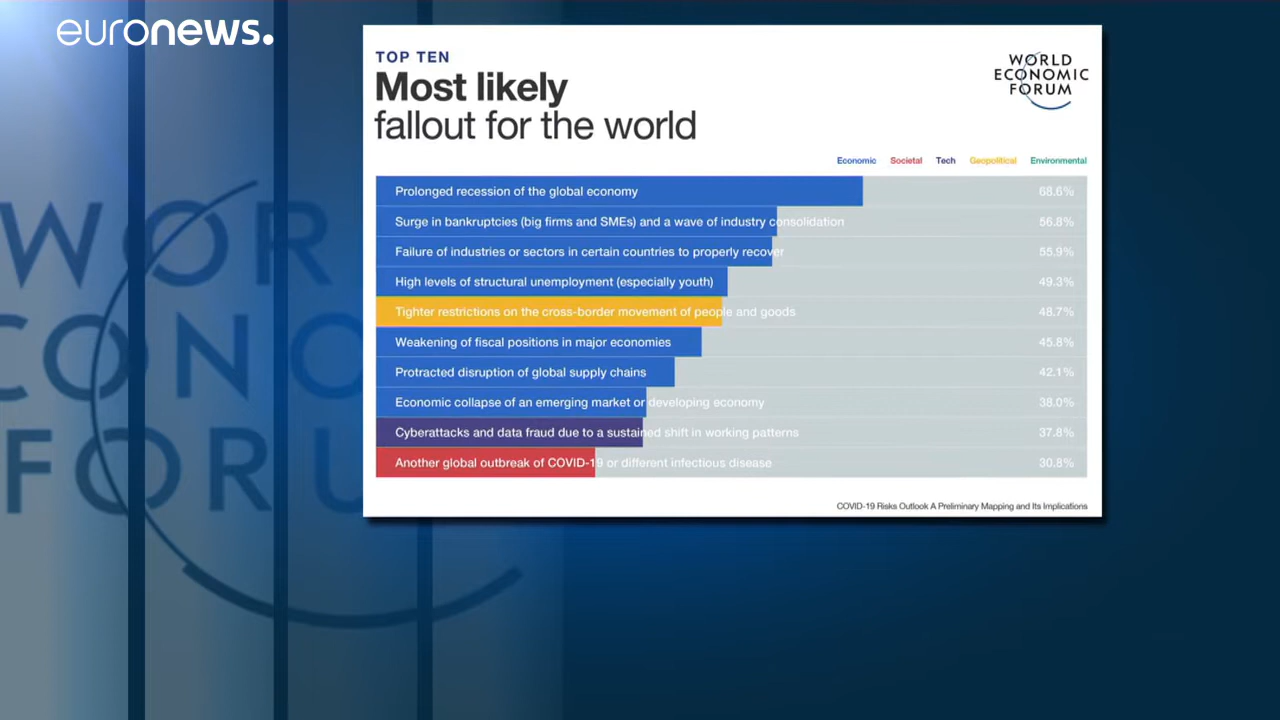 euronews.
TOP TEN
Most likely
fallout for the world
WORLD
ECONOMIC
FORUM
Economic Societal Tech Geopolitical Environmental
Prolonged recession of the global economy 68.6%
Surge in bankruptcies (big firms and SMEs) and a wave of industry consolidation 56.8%
Failure of industries or sectors in certain countries to properly recover 55.9%
High levels of structural unemployment (especially youth) 49.3%
Tighter restrictions on the cross-border movement of people and goods 48.7%
Weakening of fiscal positions in major economies 45.8%
Protracted disruption of global supply chains 42.1%
Economic collapse of an emerging market or developing economy 38.0%
Cyberattacks and data fraud due to a sustained shift in working patterns 37.8%
Another global outbreak of COVID-19 or different infectious disease 30.8%
COVID-19 Risks Outlook A Preliminary Mapping and Its Implications
WOR
CONO
FORU